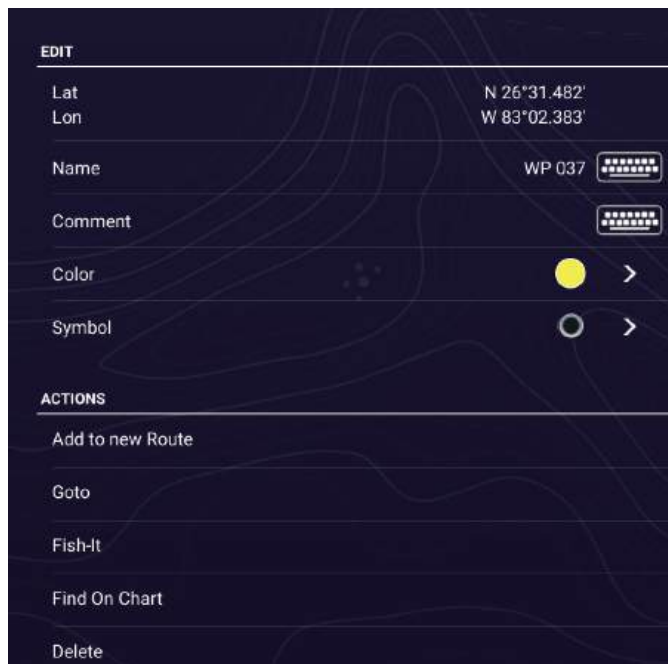 EDIT
Lat N 26°31.482'
Lon W 83°02.383'
Name WP 037
Comment
Color
Symbol
ACTIONS
Add to new Route
Goto
Fish-It
Find On Chart
Delete